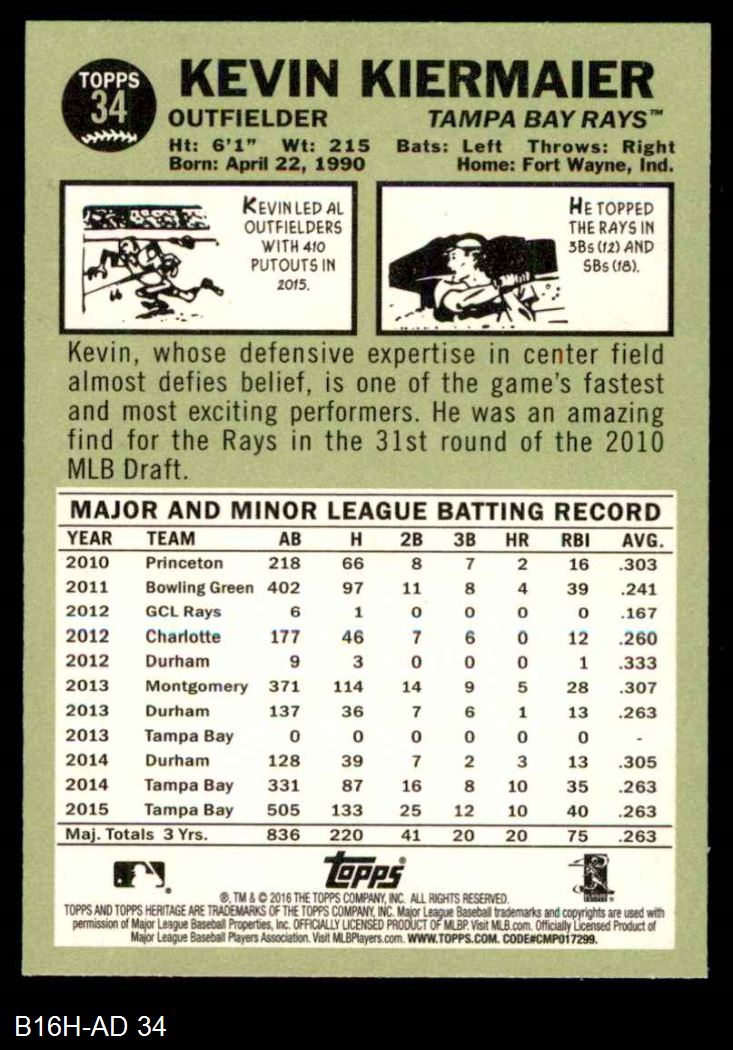 TOPPS
34
KEVIN KIERMAIER
OUTFIELDER TAMPA BAY RAYS™
Ht: 6'1" Wt: 215 Bats: Left Throws: Right
Born: April 22, 1990 Home: Fort Wayne, Ind.
KEVIN LED AL
OUTFIELDERS
WITH 410
PUTOUTS IN
2015.
HE TOPPED
THE RAYS IN
3Bs (12) AND
SBs (18).
Kevin, whose defensive expertise in center field
almost defies belief, is one of the game's fastest
and most exciting performers. He was an amazing
find for the Rays in the 31st round of the 2010
MLB Draft.
MAJOR AND MINOR LEAGUE BATTING RECORD
YEAR TEAM AB H 2B 3B HR RBI AVG.
2010 Princeton 218 66 8 7 2 16 .303
2011 Bowling Green 402 97 11 8 4 39 .241
2012 GCL Rays 6 1 0 0 0 0 .167
2012 Charlotte 177 46 7 6 0 12 .260
2012 Durham 9 3 0 0 0 1 .333
2013 Montgomery 371 114 14 9 5 28 .307
2013 Durham 137 36 7 6 1 13 .263
2013 Tampa Bay 0 0 0 0 0 0 -
2014 Durham 128 39 7 2 3 13 .305
2014 Tampa Bay 331 87 16 8 10 35 .263
2015 Tampa Bay 505 133 25 12 10 40 .263
Maj. Totals 3 Yrs. 836 220 41 20 20 75 .263
topps®
®, TM & © 2016 THE TOPPS COMPANY, INC. ALL RIGHTS RESERVED.
TOPPS AND TOPPS HERITAGE ARE TRADEMARKS OF THE TOPPS COMPANY, INC. Major League Baseball trademarks and copyrights are used with
permission of Major League Baseball Properties, Inc. OFFICIALLY LICENSED PRODUCT OF MLBP. Visit MLB.com. Officially Licensed Product of
Major League Baseball Players Association. Visit MLBPlayers.com. WWW.TOPPS.COM. CODE#CMP017299.
B16H-AD 34